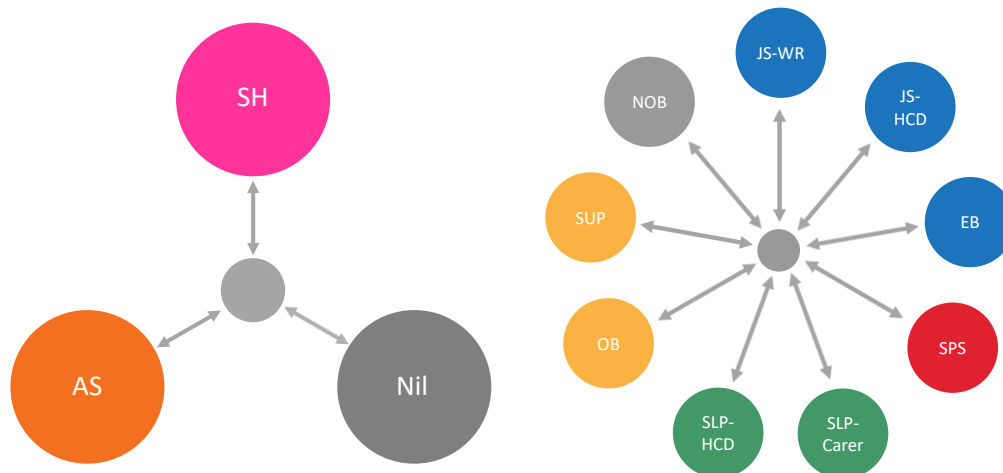 SH
AS
Nil
JS-WR
JS-
HCD
EB
SPS
SLP-
Carer
SLP-
HCD
OB
SUP
NOB